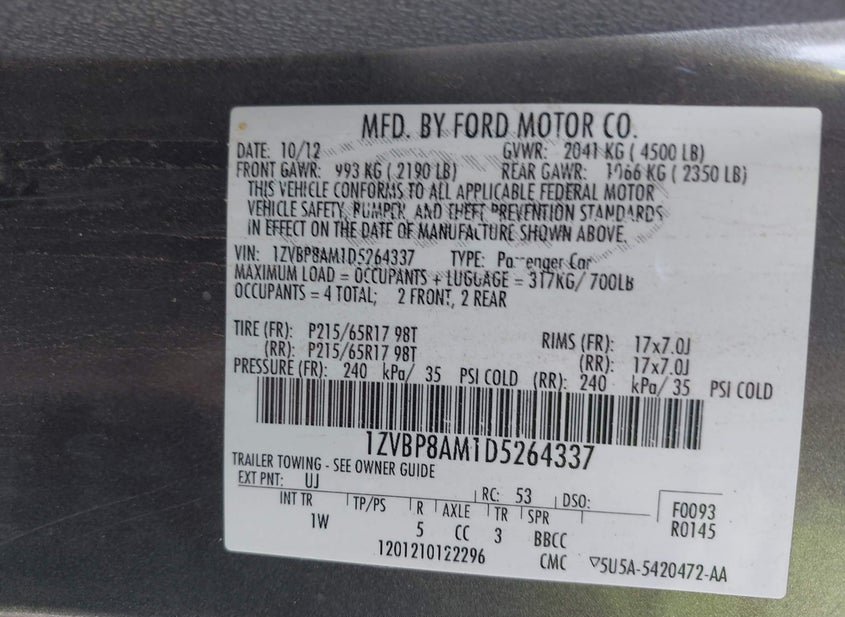 MFD. BY FORD MOTOR CO.
DATE: 10/12 GVWR: 2041 KG ( 4500 LB)
FRONT GAWR: 993 KG ( 2190 LB) REAR GAWR: 1066 KG ( 2350 LB)
THIS VEHICLE CONFORMS TO ALL APPLICABLE FEDERAL MOTOR
VEHICLE SAFETY, BUMPER, AND THEFT PREVENTION STANDARDS
IN EFFECT ON THE DATE OF MANUFACTURE SHOWN ABOVE.
VIN: 1ZVBP8AM1D5264337 TYPE: Passenger Car
MAXIMUM LOAD = OCCUPANTS + LUGGAGE = 317KG/ 700LB
OCCUPANTS = 4 TOTAL; 2 FRONT, 2 REAR
TIRE (FR): P215/65R17 98T RIMS (FR): 17x7.0J
(RR): P215/65R17 98T (RR): 17x7.0J
PRESSURE (FR): 240 kPa/ 35 PSI COLD (RR): 240 kPa/ 35 PSI COLD
1ZVBP8AM1D5264337
TRAILER TOWING - SEE OWNER GUIDE
EXT PNT: UJ RC: 53 DSO: F0093
R0145
INT TR TP/PS R AXLE TR SPR
1W 5 CC 3 BBCC
1201210122296 CMC ▽5U5A-5420472-AA